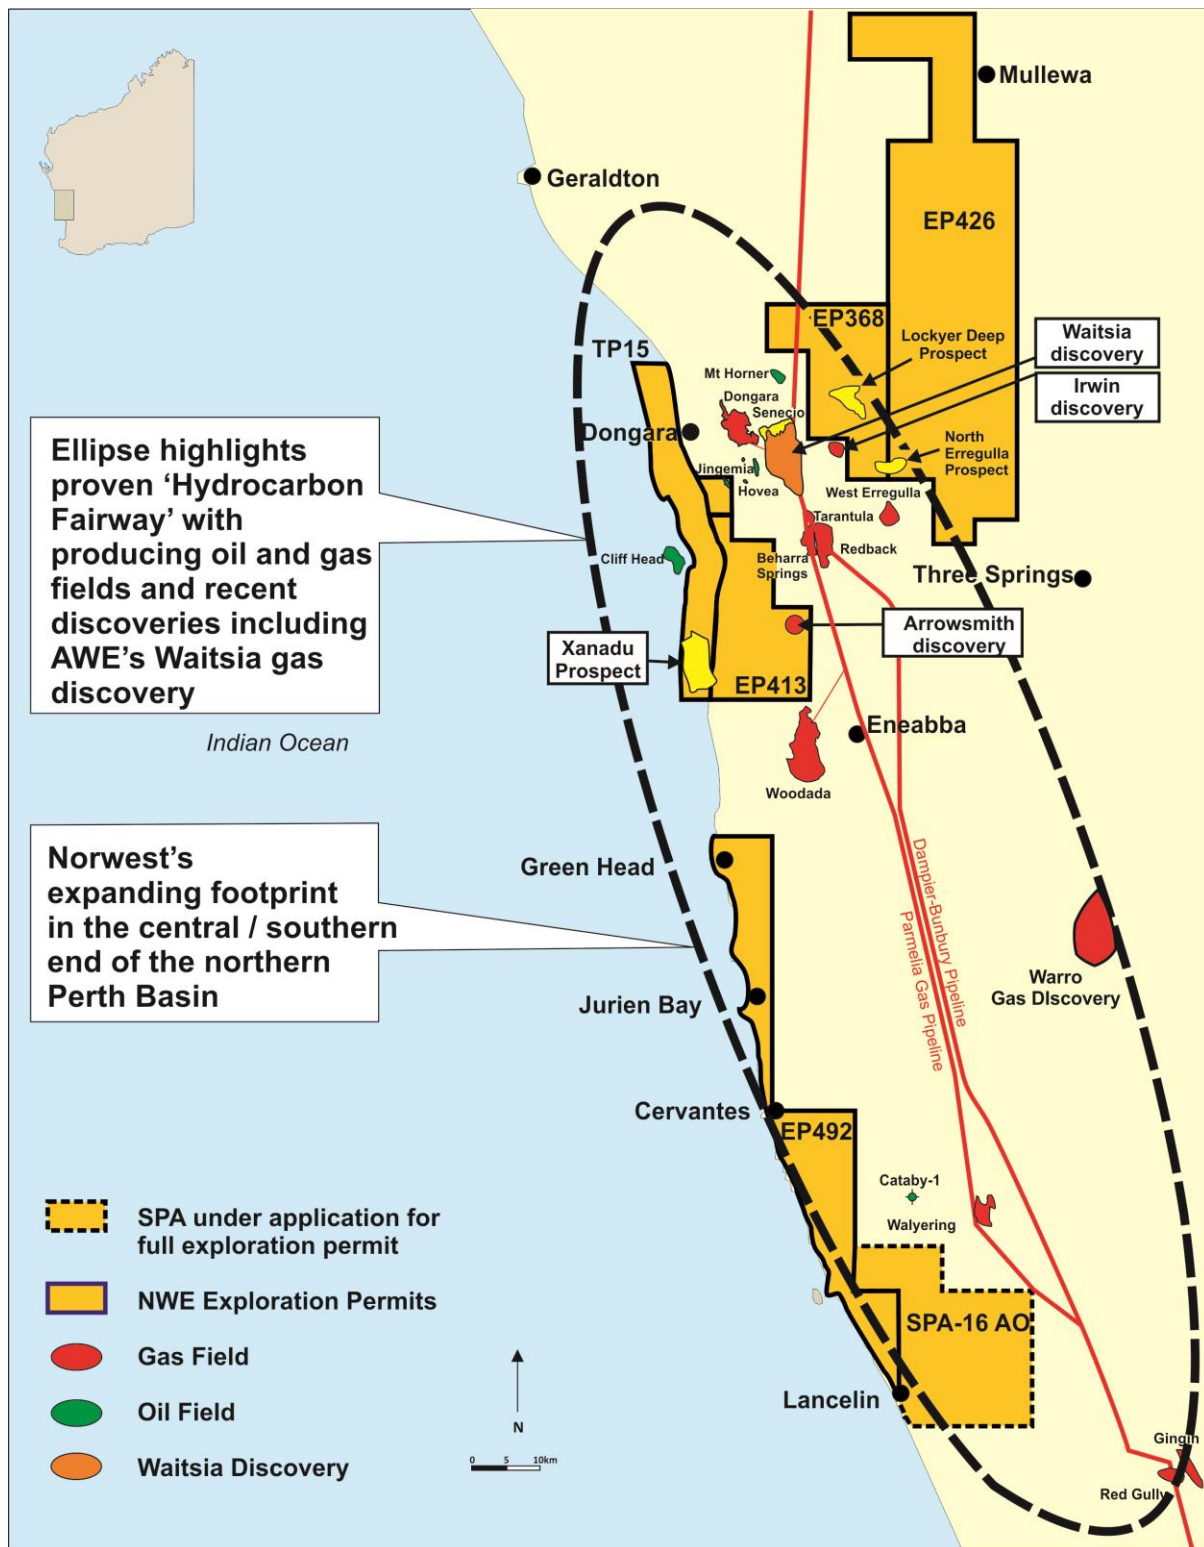 Mullewa
Geraldton
EP426
EP368
Lockyer Deep
Prospect
Waitsia
discovery
Irwin
discovery
TP15
Mt Horner
Dongara
Senecio
Dongara
North
Erregulla
Prospect
Jingemia
Hovea
West Erregulla
Tarantula
Redback
Beharra
Springs
Cliff Head
Three Springs
Arrowsmith
discovery
Xanadu
Prospect
EP413
Ellipse highlights
proven ‘Hydrocarbon
Fairway’ with
producing oil and gas
fields and recent
discoveries including
AWE’s Waitsia gas
discovery
Indian Ocean
Eneabba
Woodada
Norwest’s
expanding footprint
in the central / southern
end of the northern
Perth Basin
Green Head
Dampier-Bunbury Pipeline
Parmelia Gas Pipeline
Warro
Gas DIscovery
Jurien Bay
Cervantes
EP492
Cataby-1
Walyering
SPA-16 AO
Lancelin
Gingin
Red Gully
SPA under application for
full exploration permit
NWE Exploration Permits
Gas Field
Oil Field
Waitsia Discovery
N
0 5 10km